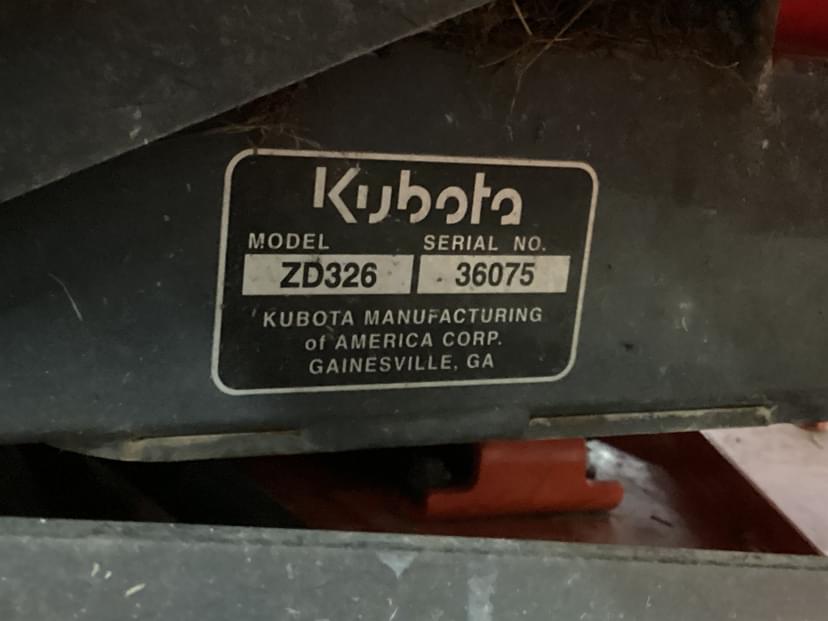 Kubota
MODEL SERIAL NO.
ZD326 36075
KUBOTA MANUFACTURING
of AMERICA CORP.
GAINESVILLE, GA